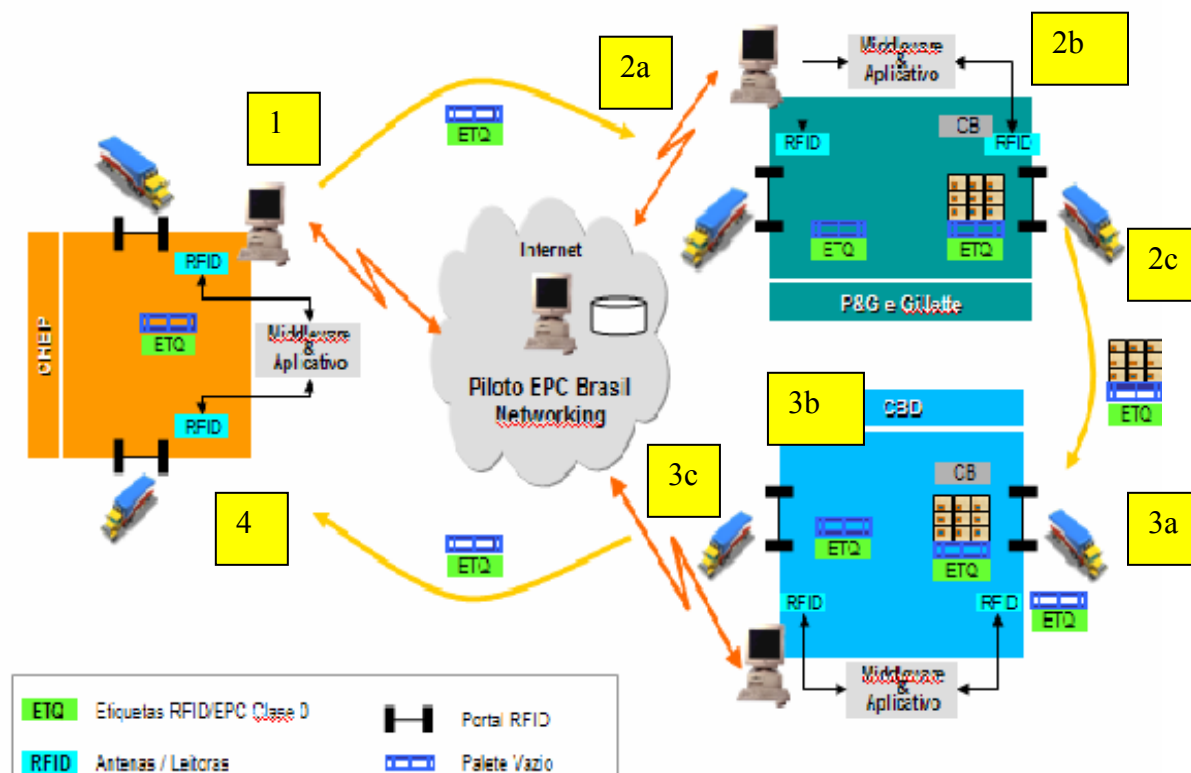 1
2a
Middleware
&
Aplicativo
2b
ETQ
CB
RFID
RFID
RFID
ETQ
ETQ
Internet
2c
P&G e Gillette
CHEP
ETQ
Middleware
&
Aplicativo
Piloto EPC Brasil
Networking
RFID
ETQ
3b
CBD
3c
CB
4
3a
ETQ
ETQ
ETQ
RFID
RFID
ETQ
Middleware
&
Aplicativo
ETQ Etiquetas RFID/EPC Clase 0
Portal RFID
RFID Antenas / Leitoras
Palete Vazio